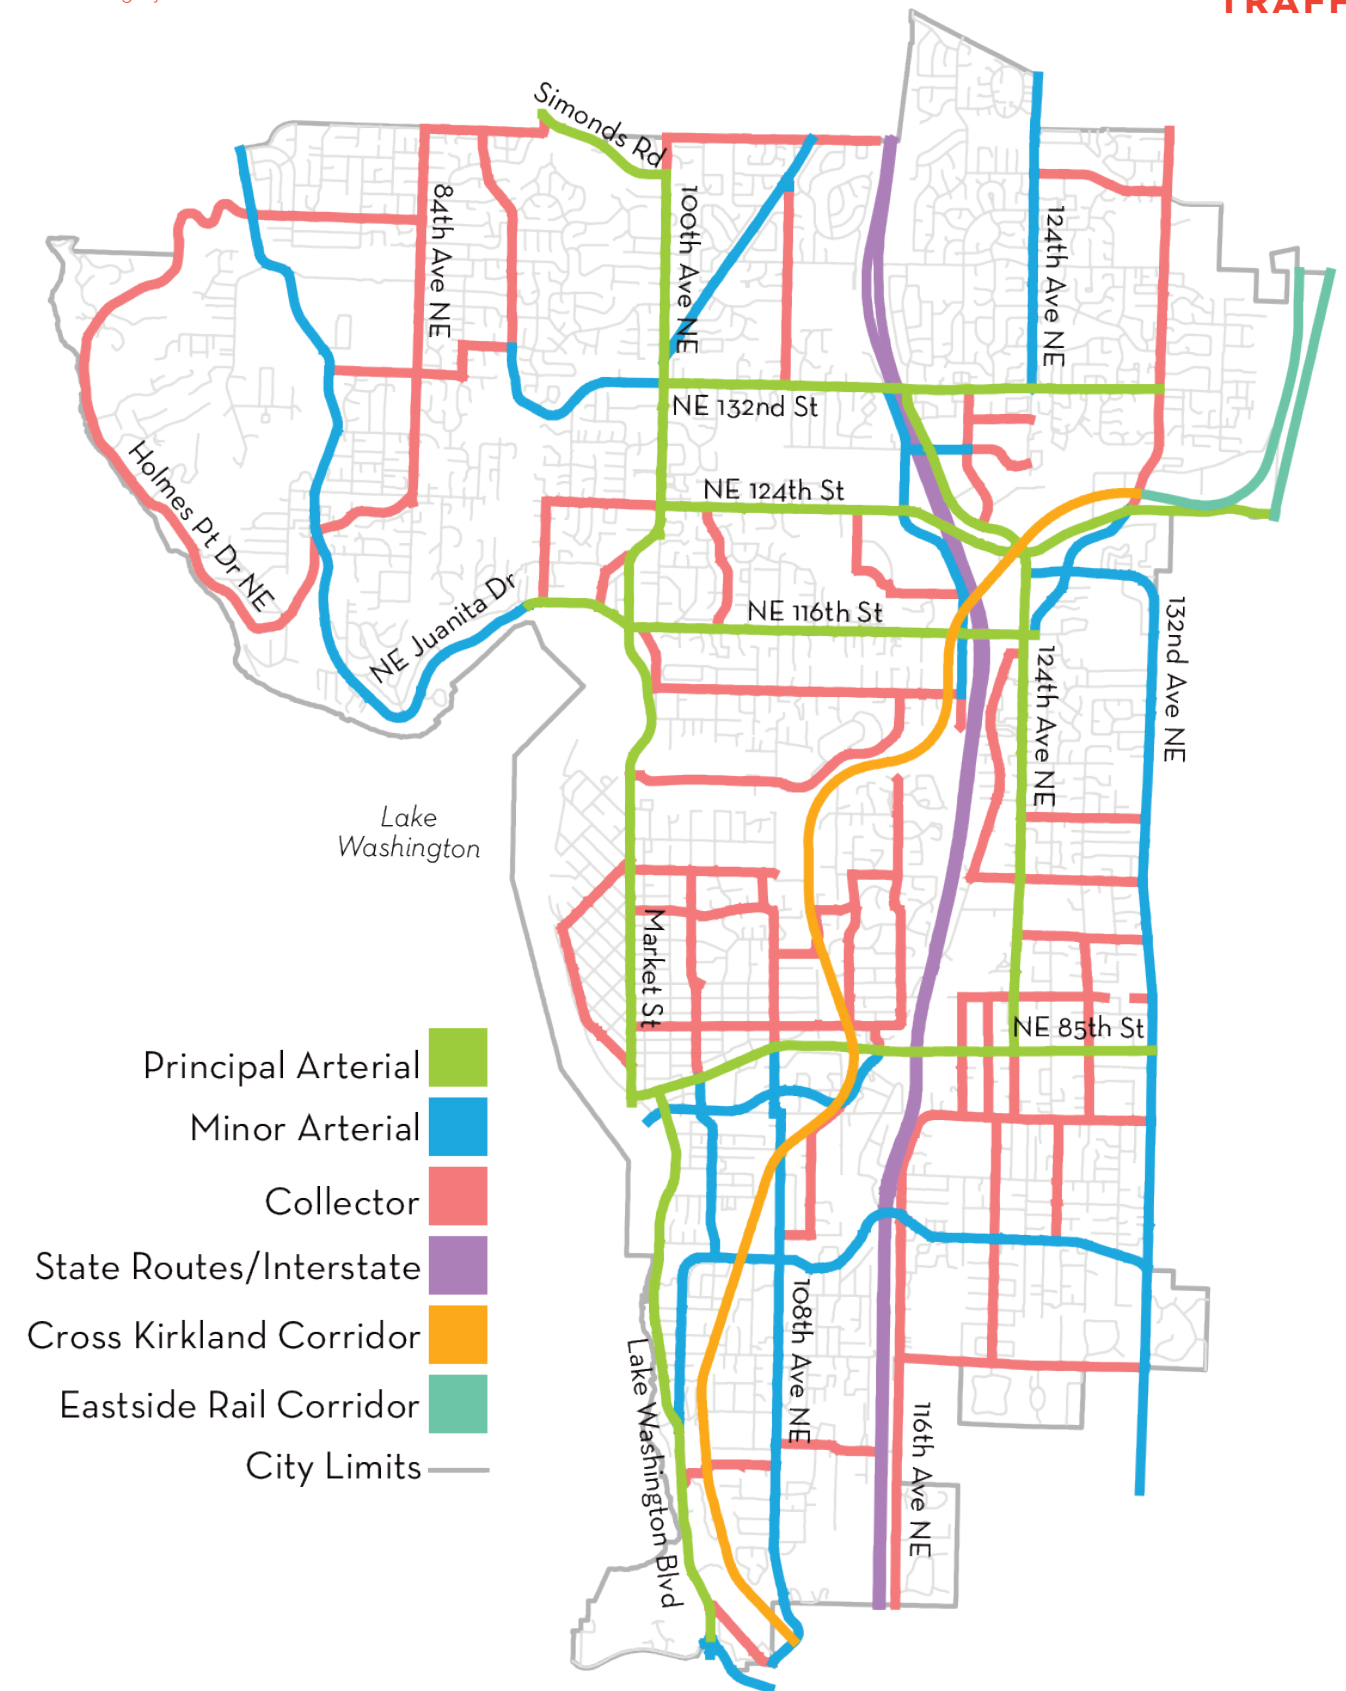 TRAFF
Simonds Rd
84th Ave NE
100th Ave NE
124th Ave NE
NE 132nd St
NE 124th St
Holmes Pt Dr NE
NE Juanita Dr
NE 116th St
132nd Ave NE
124th Ave NE
Lake
Washington
Market St
NE 85th St
Principal Arterial
Minor Arterial
Collector
State Routes/Interstate
Cross Kirkland Corridor
Eastside Rail Corridor
City Limits
108th Ave NE
Lake Washington Blvd
116th Ave NE